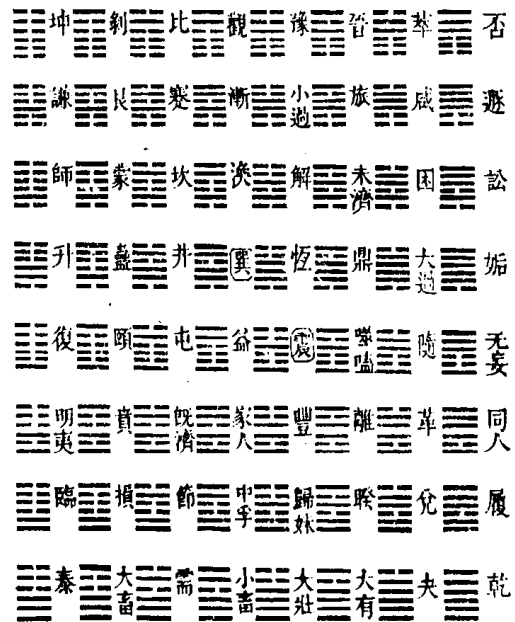 坤 剝 比 觀 豫 晉 萃 否
謙 艮 蹇 漸 小過 旅 咸 遯
師 蒙 坎 渙 解 未濟 困 訟
升 蠱 井 巽 恆 鼎 大過 姤
復 頤 屯 益 震 噬嗑 隨 无妄
明夷 賁 既濟 家人 豐 離 革 同人
臨 損 節 中孚 歸妹 睽 兌 履
泰 大畜 需 小畜 大壯 大有 夬 乾